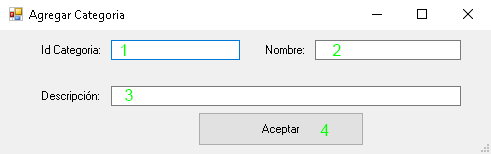 Agregar Categoria
Id Categoria: 1 Nombre: 2
Descripción: 3
Aceptar 4